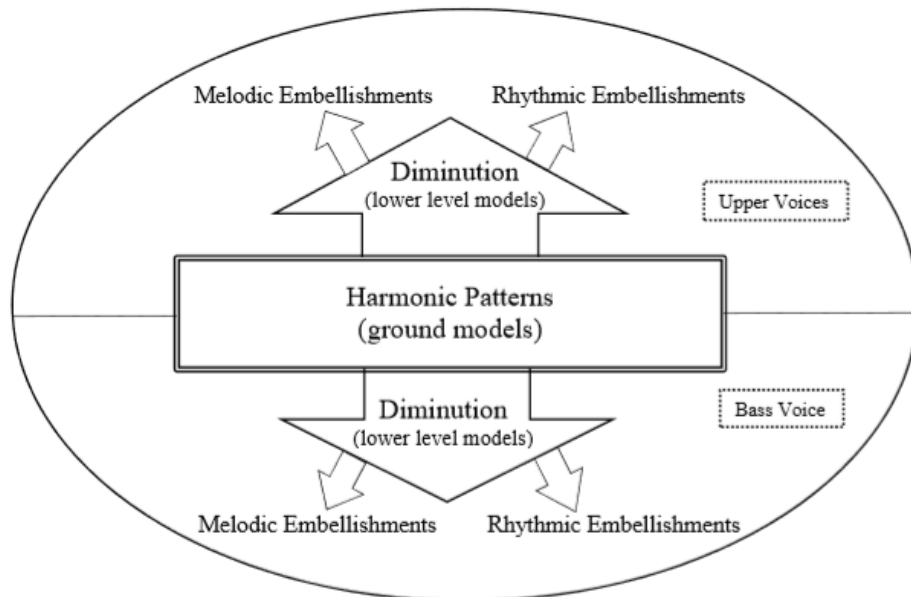 Melodic Embellishments
Rhythmic Embellishments
Diminution
(lower level models)
Upper Voices
Harmonic Patterns
(ground models)
Diminution
(lower level models)
Bass Voice
Melodic Embellishments
Rhythmic Embellishments